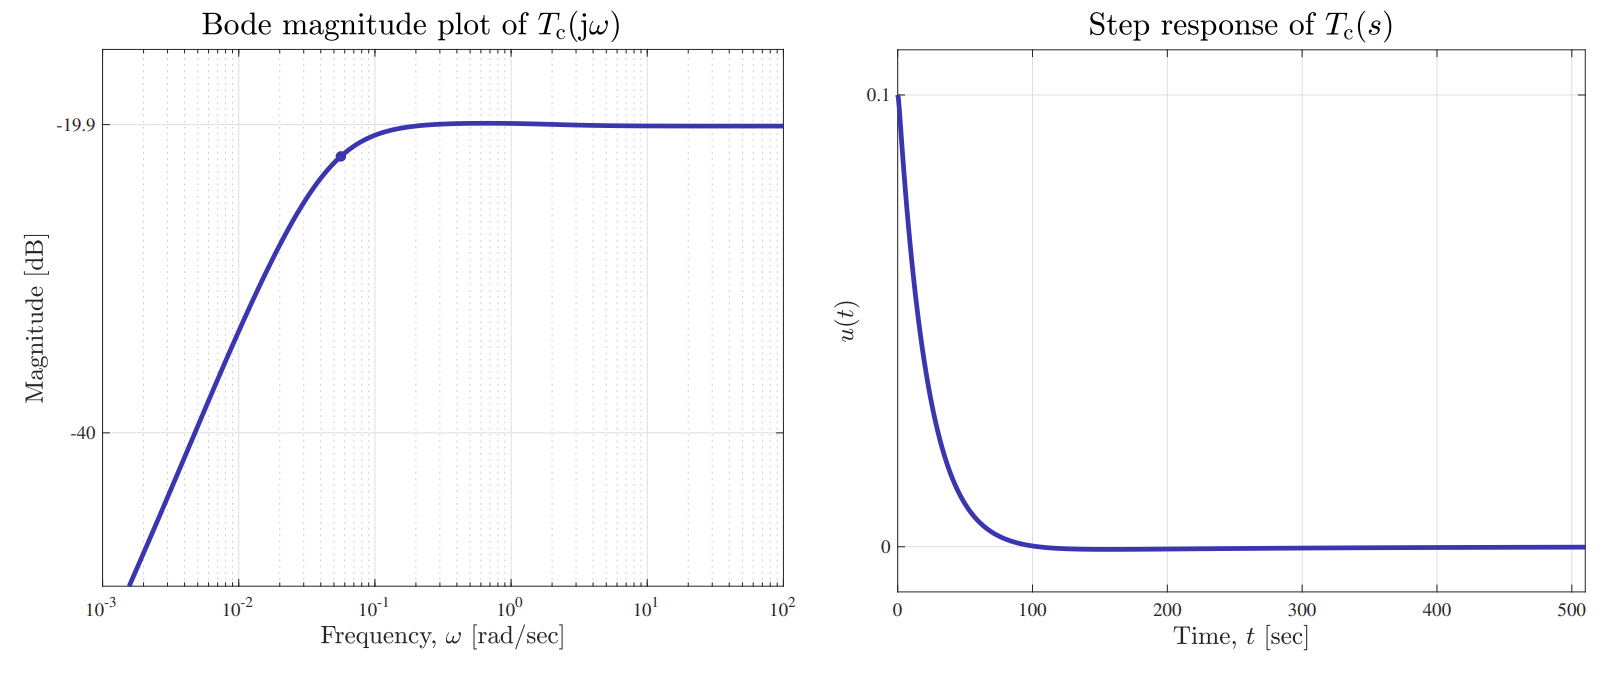 Bode magnitude plot of T_c(jω)
-19.9
-40
Magnitude [dB]
10^-3 10^-2 10^-1 10^0 10^1 10^2
Frequency, ω [rad/sec]
Step response of T_c(s)
0.1
0
u(t)
0 100 200 300 400 500
Time, t [sec]